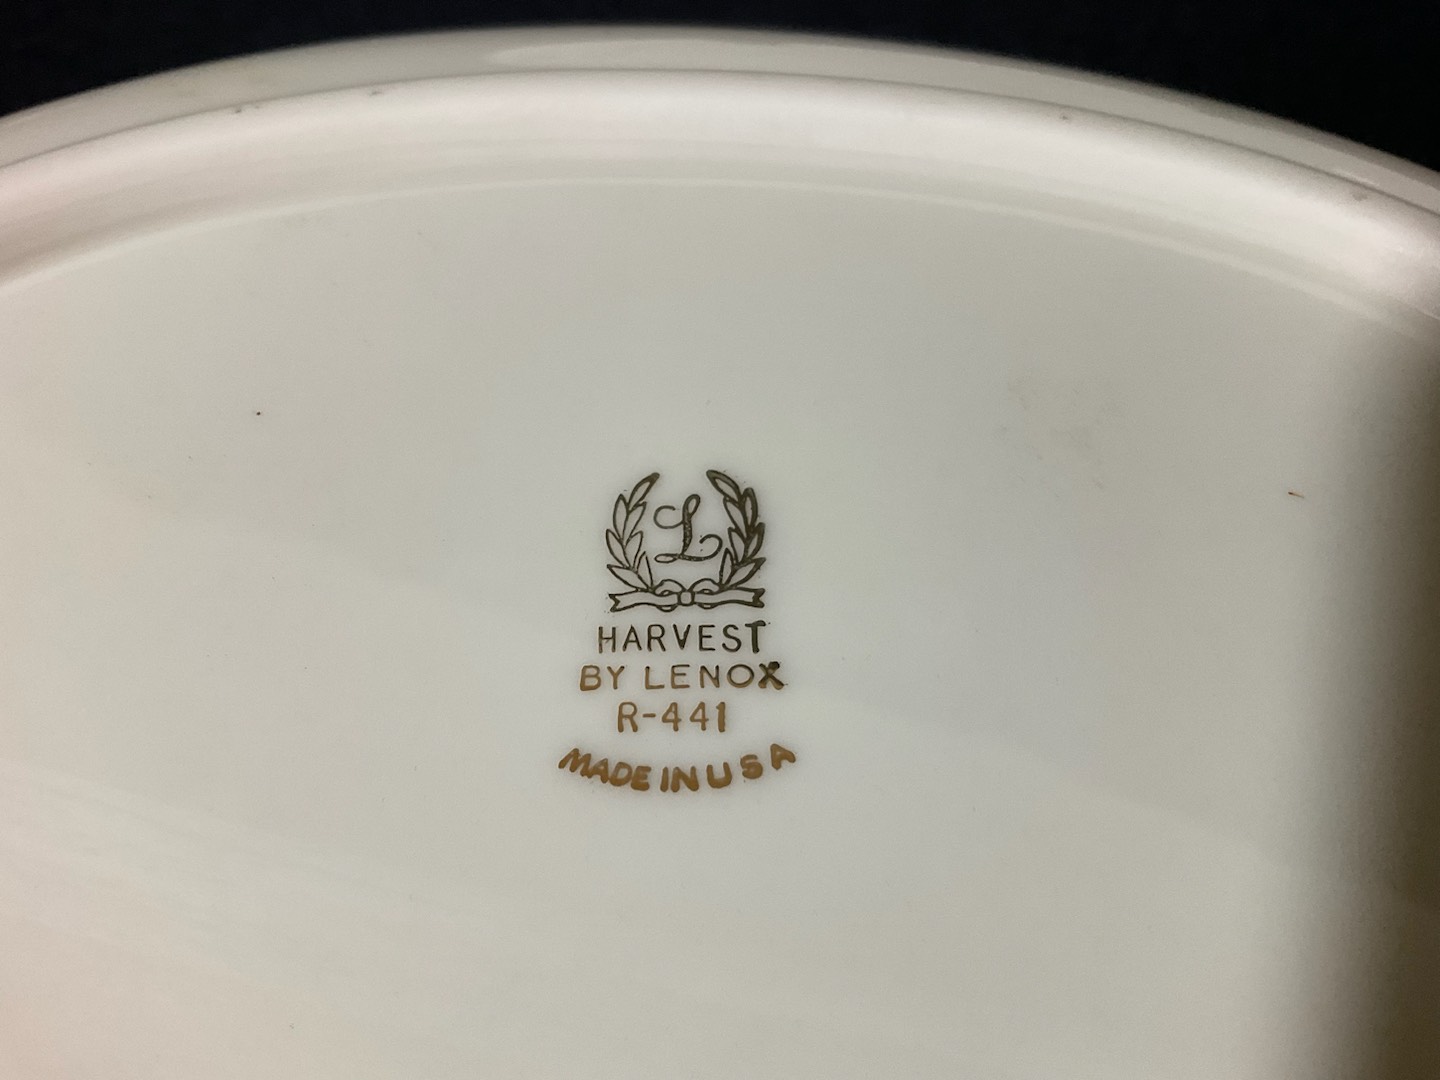 L
HARVEST
BY LENOX
R-441
MADE IN USA